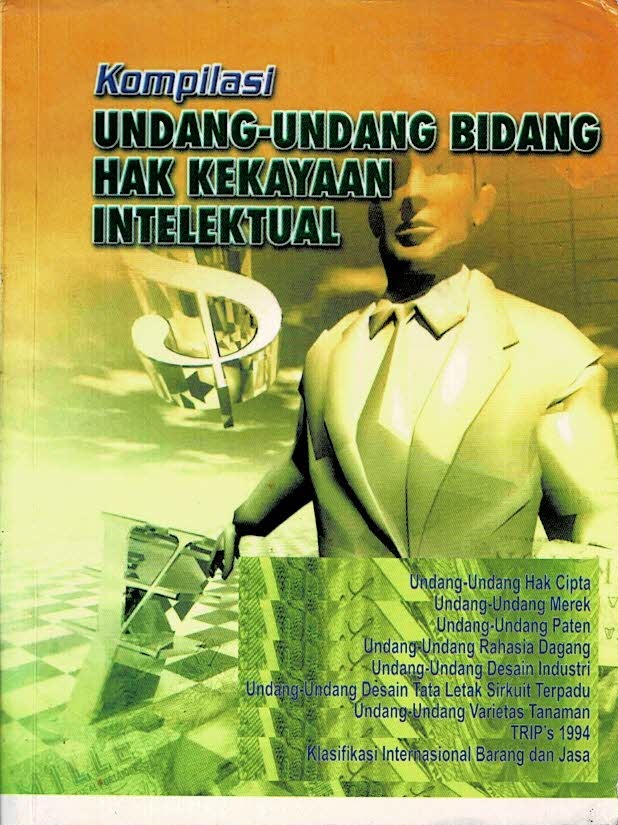 Kompilasi
UNDANG-UNDANG BIDANG
HAK KEKAYAAN
INTELEKTUAL
Undang-Undang Hak Cipta
Undang-Undang Merek
Undang-Undang Paten
Undang-Undang Rahasia Dagang
Undang-Undang Desain Industri
Undang-Undang Desain Tata Letak Sirkuit Terpadu
Undang-Undang Varietas Tanaman
TRIP's 1994
Klasifikasi Internasional Barang dan Jasa